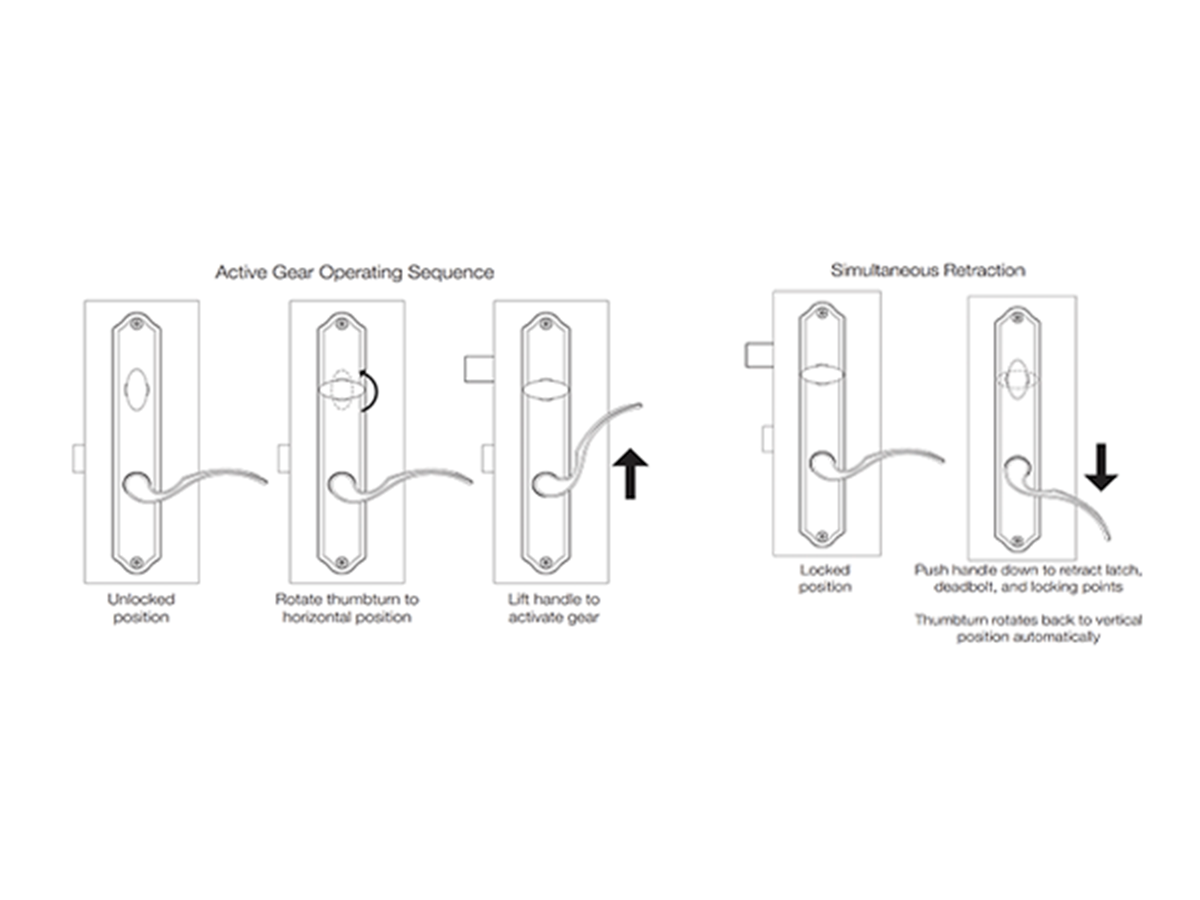 Active Gear Operating Sequence
Unlocked
position
Rotate thumbturn to
horizontal position
Lift handle to
activate gear
Simultaneous Retraction
Locked
position
Push handle down to retract latch,
deadbolt, and locking points
Thumbturn rotates back to vertical
position automatically